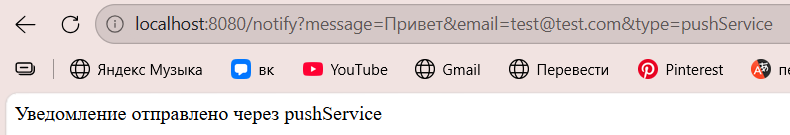 localhost:8080/notify?message=Привет&email=test@test.com&type=pushService
Яндекс Музыка вк YouTube Gmail Перевести Pinterest
Уведомление отправлено через pushService